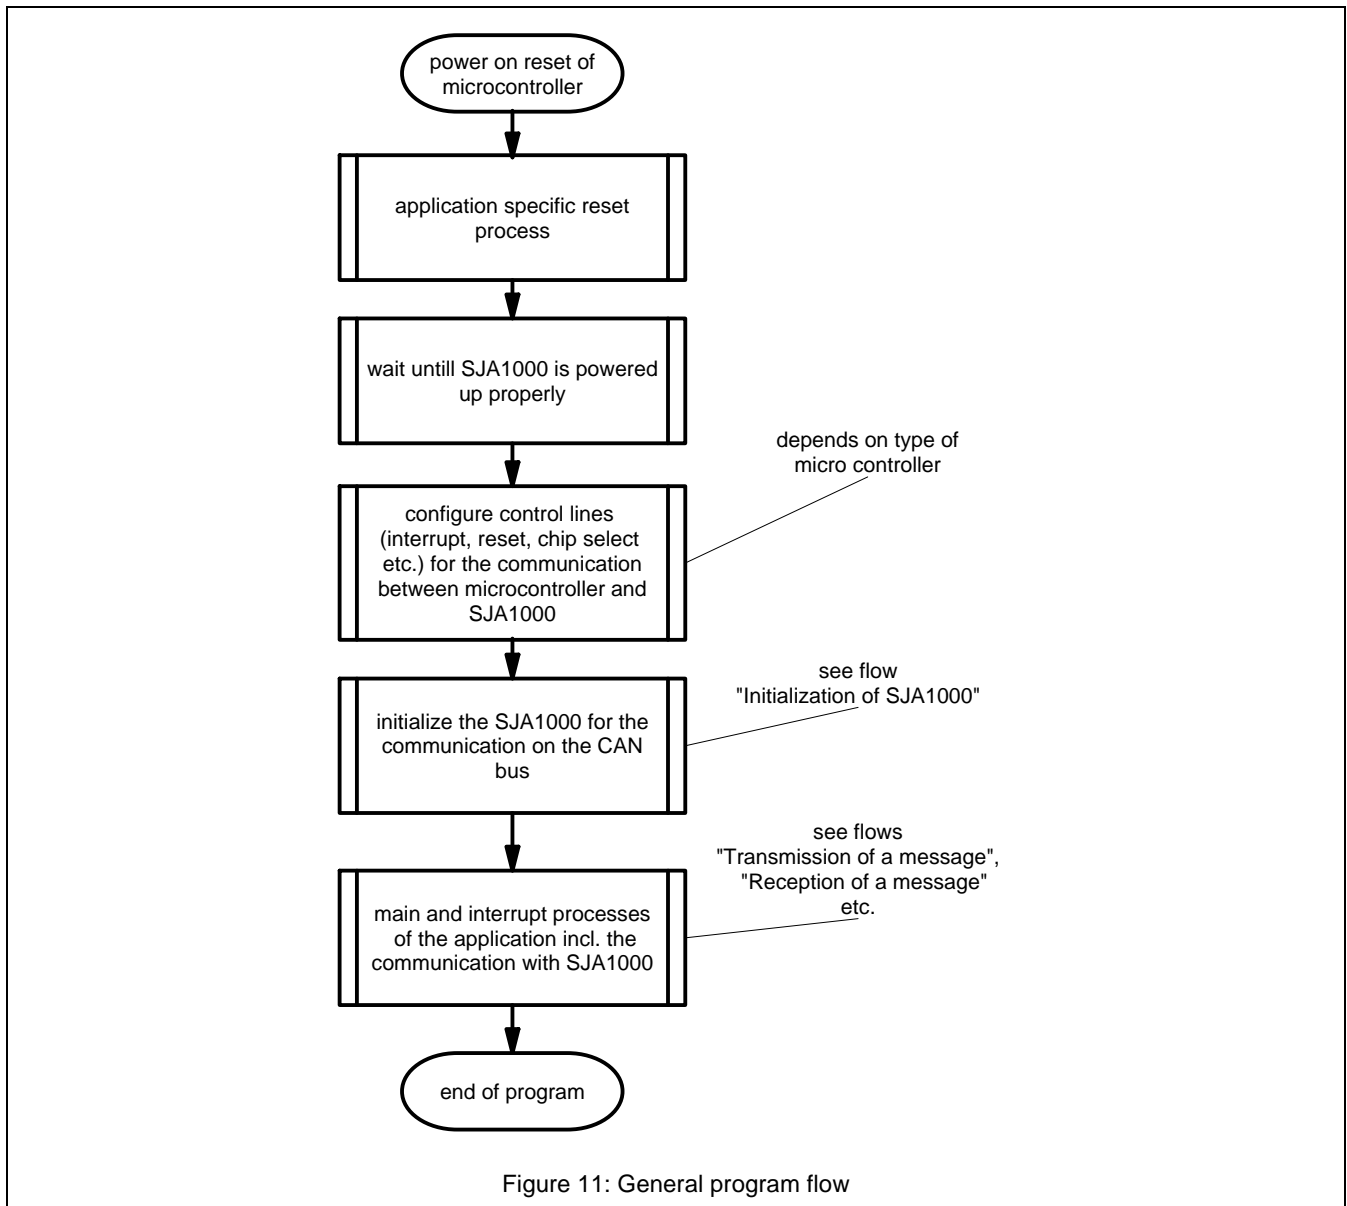 power on reset of
microcontroller
application specific reset
process
wait untill SJA1000 is powered
up properly
depends on type of
micro controller
configure control lines
(interrupt, reset, chip select
etc.) for the communication
between microcontroller and
SJA1000
see flow
"Initialization of SJA1000"
initialize the SJA1000 for the
communication on the CAN
bus
see flows
"Transmission of a message",
"Reception of a message"
etc.
main and interrupt processes
of the application incl. the
communication with SJA1000
end of program
Figure 11: General program flow